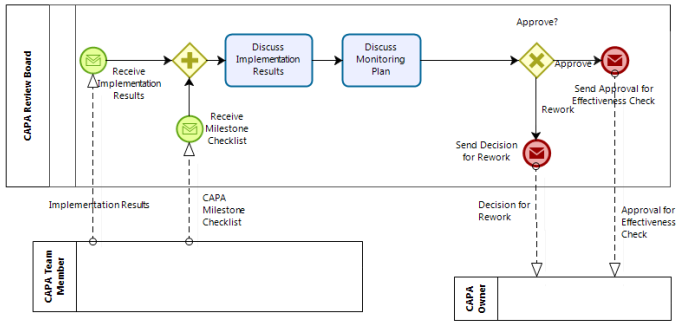 Approve?
CAPA Review Board
Receive
Implementation
Results
Discuss
Implementation
Results
Discuss
Monitoring
Plan
Approve
Send Approval for
Effectiveness Check
Rework
Receive
Milestone
Checklist
Send Decision
for Rework
Implementation Results
CAPA
Milestone
Checklist
Decision for
Rework
Approval for
Effectiveness
Check
CAPA Team
Member
CAPA
Owner